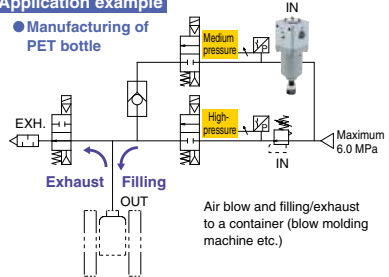 Application example
● Manufacturing of
PET bottle
IN
Medium
pressure
High-
pressure
EXH.
Maximum
6.0 MPa
IN
Exhaust Filling
OUT
Air blow and filling/exhaust
to a container (blow molding
machine etc.)